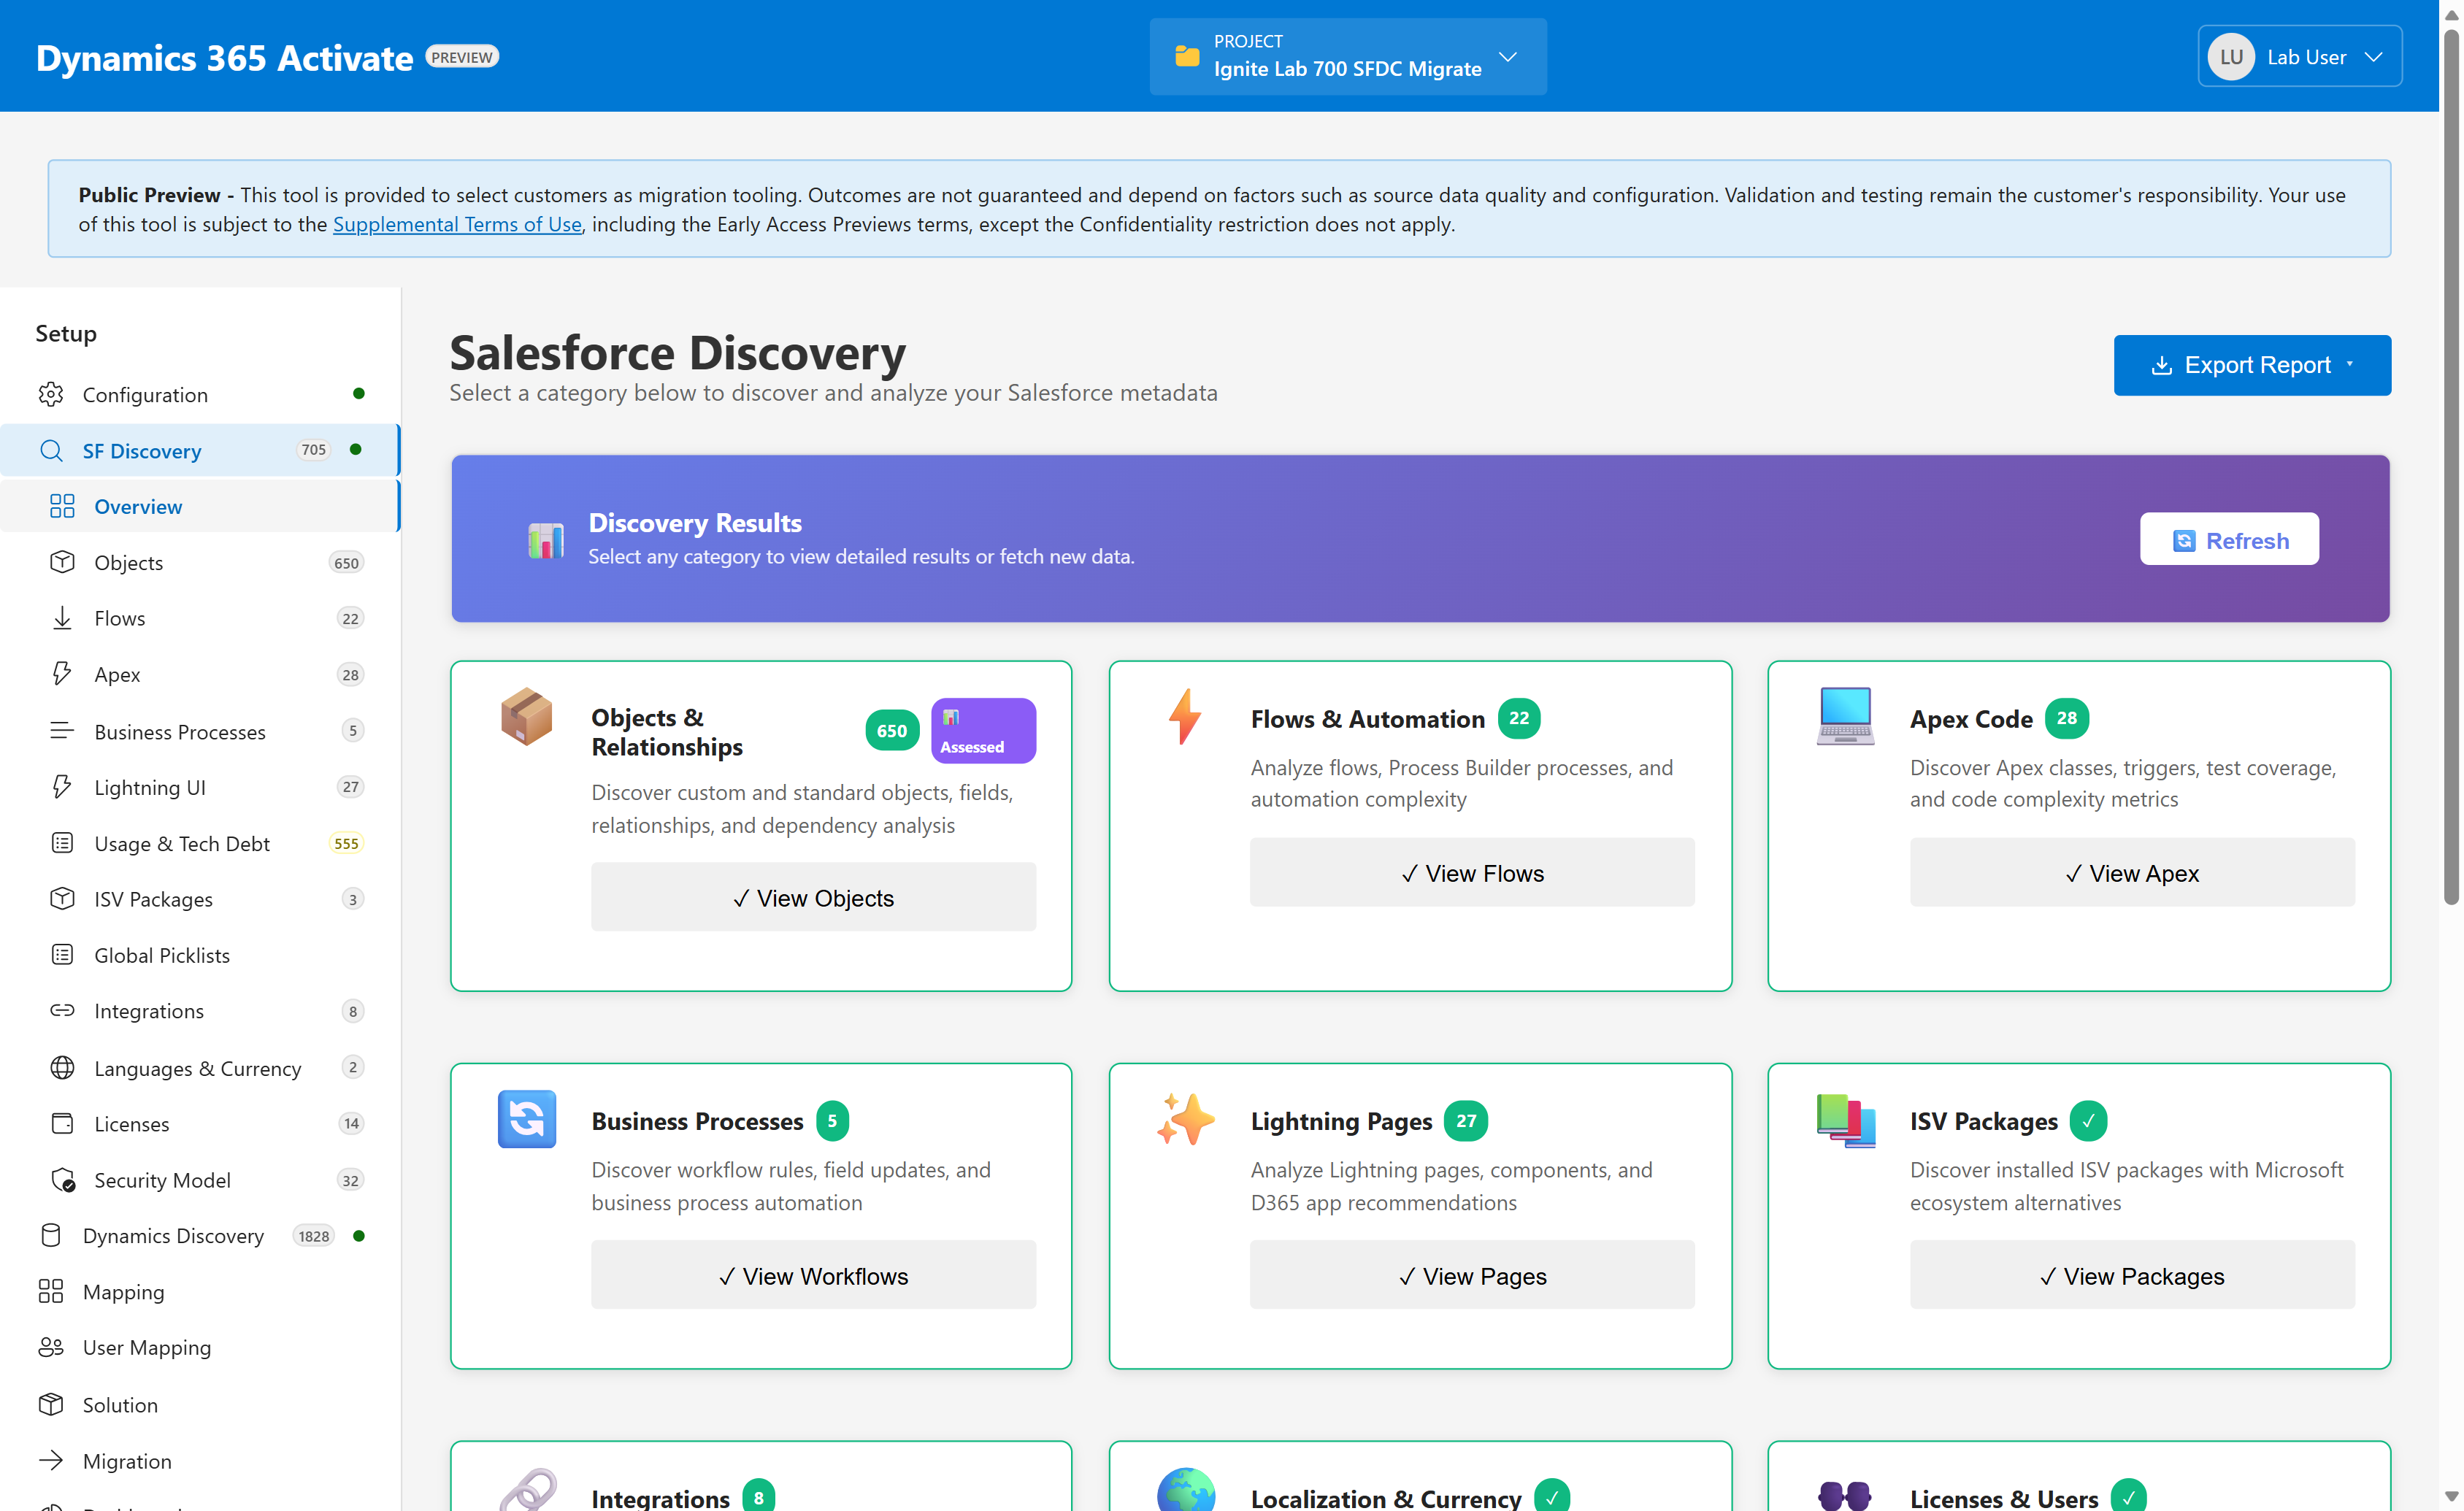 Dynamics 365 Activate PREVIEW
PROJECT
Ignite Lab 700 SFDC Migrate
LU Lab User
Public Preview - This tool is provided to select customers as migration tooling. Outcomes are not guaranteed and depend on factors such as source data quality and configuration. Validation and testing remain the customer's responsibility. Your use
of this tool is subject to the Supplemental Terms of Use, including the Early Access Previews terms, except the Confidentiality restriction does not apply.
Setup
Configuration
SF Discovery 705
Overview
Objects 650
Flows 22
Apex 28
Business Processes 5
Lightning UI 27
Usage & Tech Debt 555
ISV Packages 3
Global Picklists
Integrations 8
Languages & Currency 2
Licenses 14
Security Model 32
Dynamics Discovery 1828
Mapping
User Mapping
Solution
Migration
Salesforce Discovery
Select a category below to discover and analyze your Salesforce metadata
Export Report
Discovery Results
Select any category to view detailed results or fetch new data.
Refresh
Objects &
Relationships
650
Assessed
Discover custom and standard objects, fields,
relationships, and dependency analysis
✓ View Objects
Flows & Automation 22
Analyze flows, Process Builder processes, and
automation complexity
✓ View Flows
Apex Code 28
Discover Apex classes, triggers, test coverage,
and code complexity metrics
✓ View Apex
Business Processes 5
Discover workflow rules, field updates, and
business process automation
✓ View Workflows
Lightning Pages 27
Analyze Lightning pages, components, and
D365 app recommendations
✓ View Pages
ISV Packages ✓
Discover installed ISV packages with Microsoft
ecosystem alternatives
✓ View Packages
Integrations 8
Localization & Currency ✓
Licenses & Users ✓